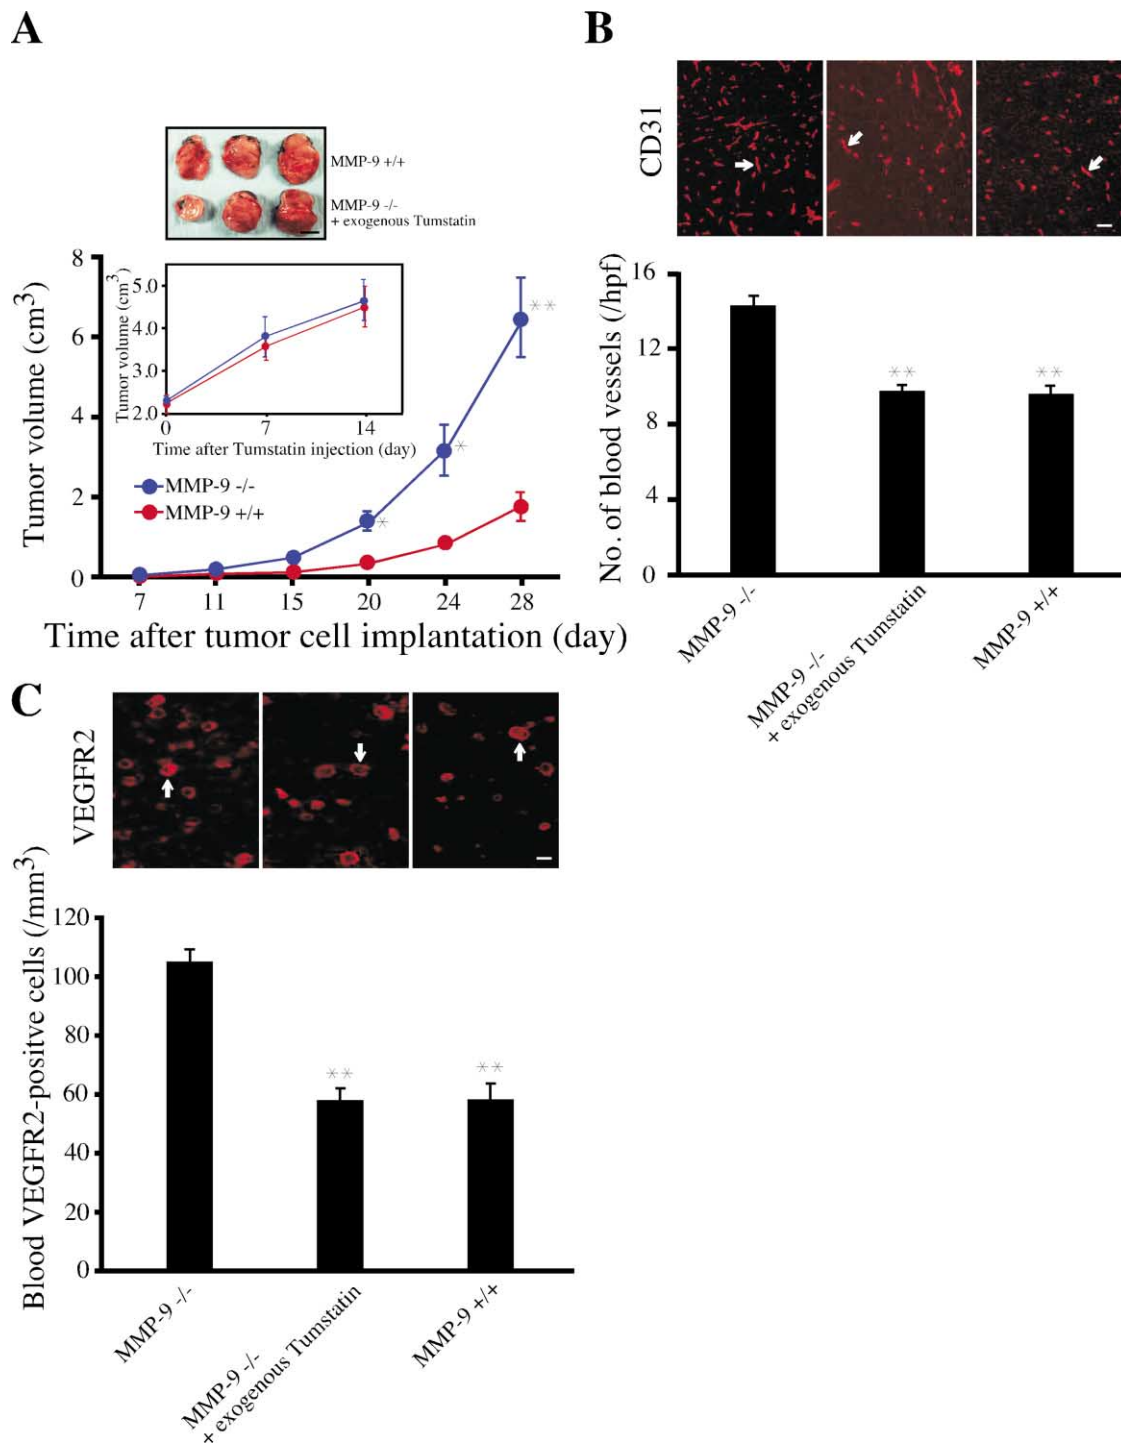 A
MMP-9 +/+
MMP-9 -/-
+ exogenous Tumstatin
Tumor volume (cm3)
8
6
4
2
0
Tumor volume (cm3)
5.0
4.0
3.0
2.0
0
7
14
Time after Tumstatin injection (day)
MMP-9 -/-
MMP-9 +/+
**
*
*
7
11
15
20
24
28
Time after tumor cell implantation (day)
B
CD31
No. of blood vessels (/hpf)
16
12
8
4
0
**
**
MMP-9 -/-
MMP-9 -/-
+ exogenous Tumstatin
MMP-9 +/+
C
VEGFR2
Blood VEGFR2-positve cells (/mm3)
120
100
80
60
40
20
0
**
**
MMP-9 -/-
MMP-9 -/-
+ exogenous Tumstatin
MMP-9 +/+